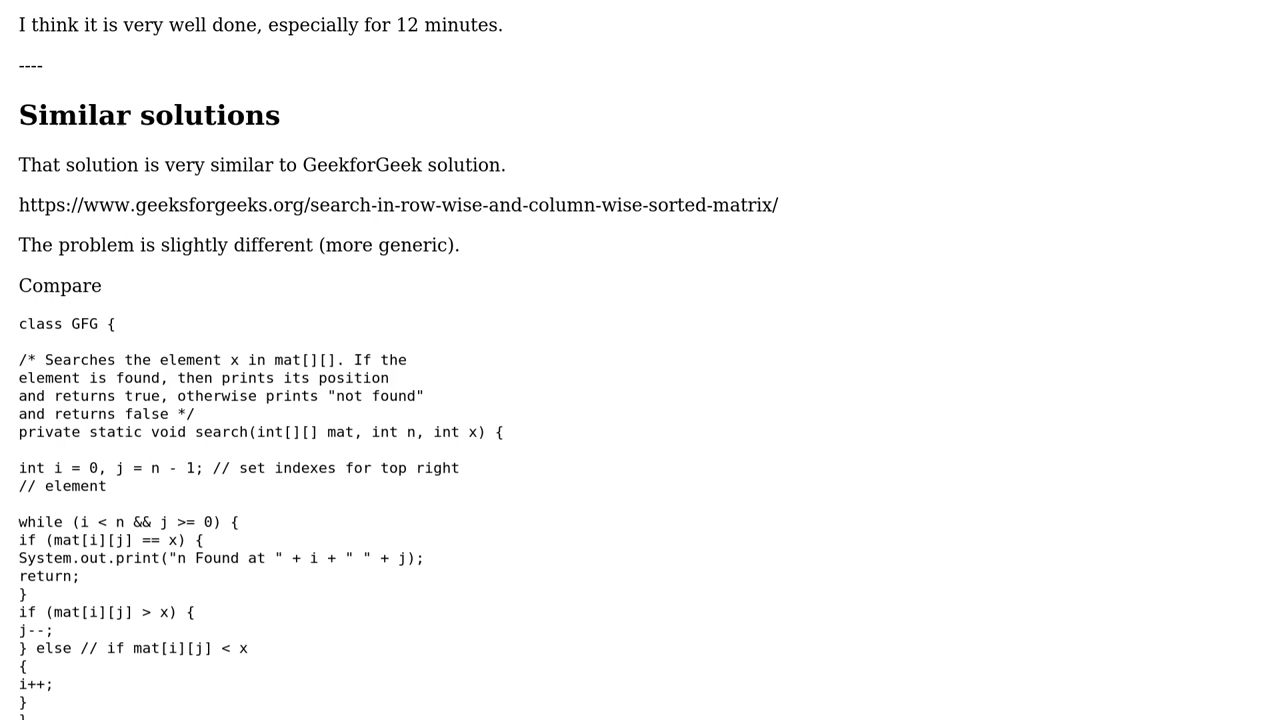 I think it is very well done, especially for 12 minutes.
----
Similar solutions
That solution is very similar to GeekforGeek solution.
https://www.geeksforgeeks.org/search-in-row-wise-and-column-wise-sorted-matrix/
The problem is slightly different (more generic).
Compare
class GFG {
/* Searches the element x in mat[][]. If the
element is found, then prints its position
and returns true, otherwise prints "not found"
and returns false */
private static void search(int[][] mat, int n, int x) {
int i = 0, j = n - 1; // set indexes for top right
// element
while (i < n && j >= 0) {
if (mat[i][j] == x) {
System.out.print("n Found at " + i + " " + j);
return;
}
if (mat[i][j] > x) {
j--;
} else // if mat[i][j] < x
{
i++;
}
}